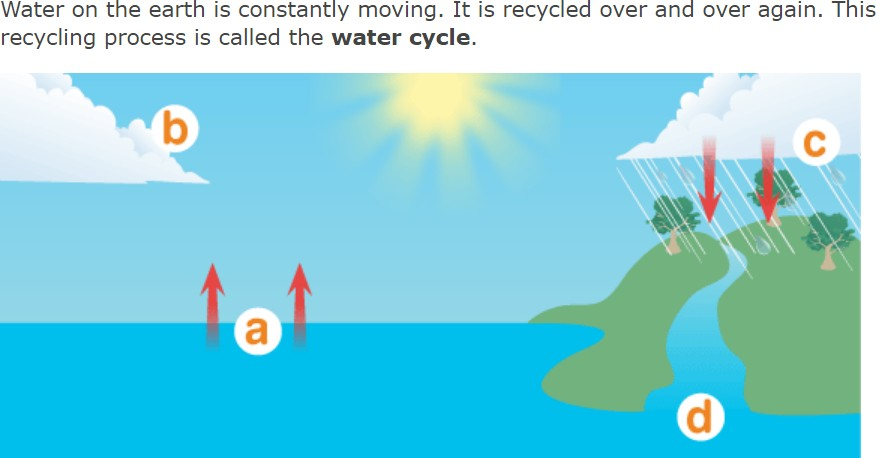 Water on the earth is constantly moving. It is recycled over and over again. This
recycling process is called the water cycle.
b
c
a
d